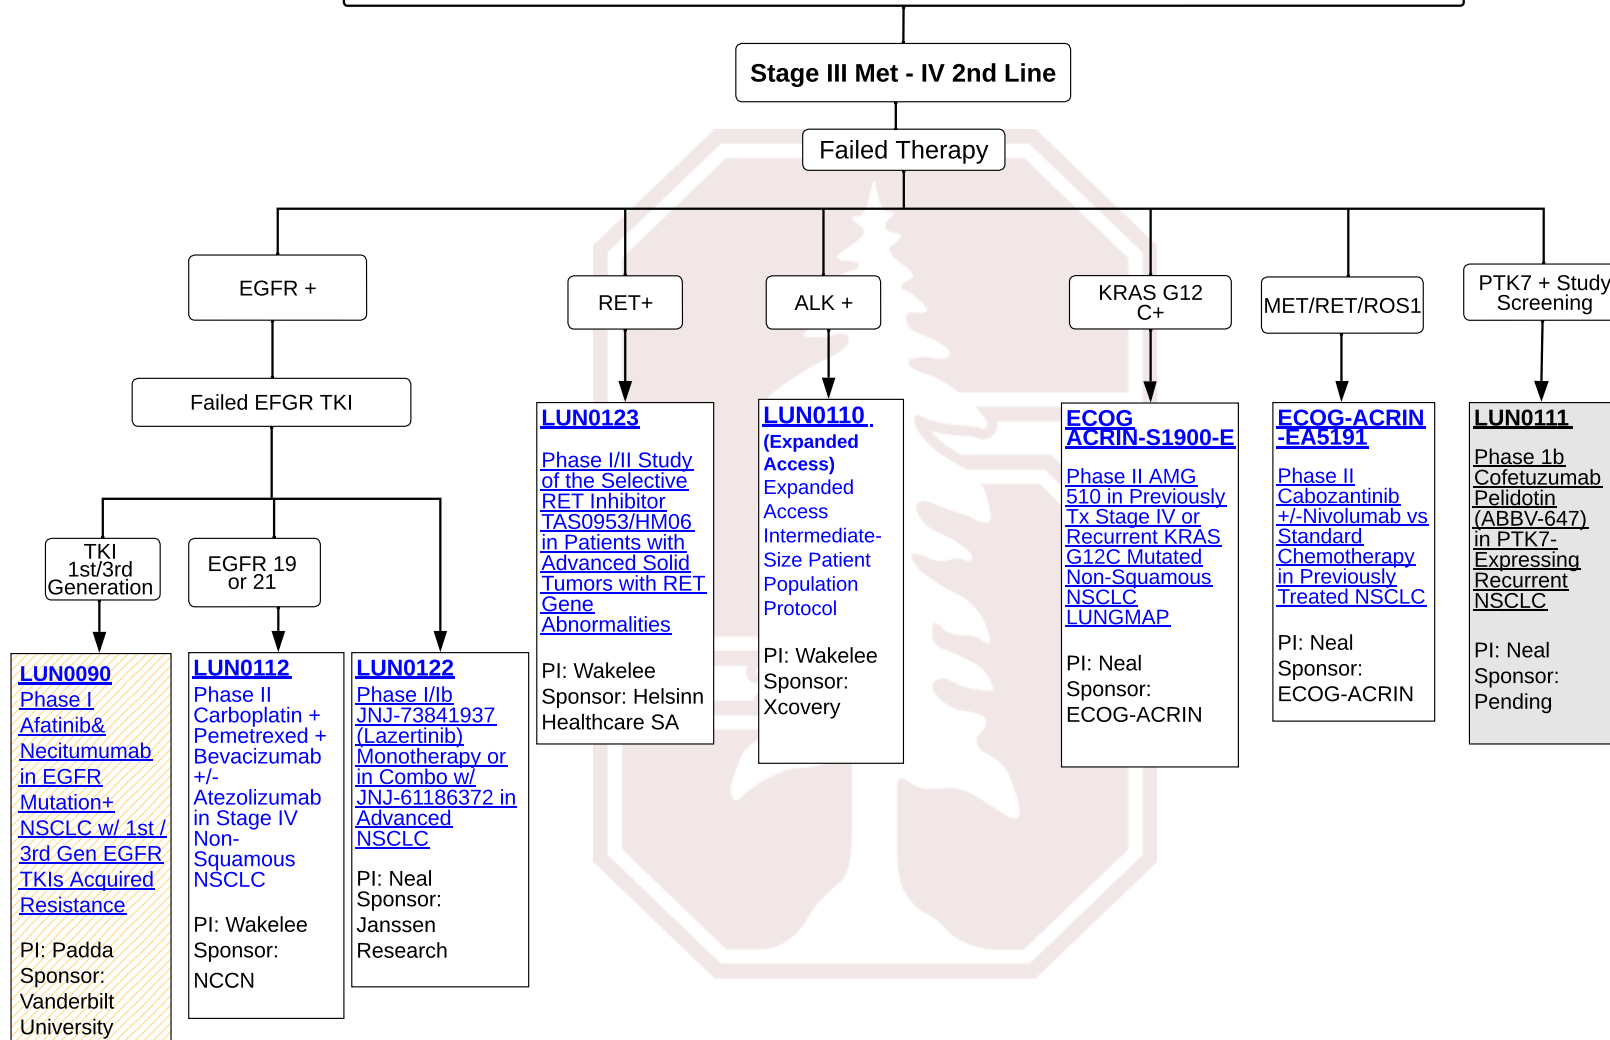 Stage III Met - IV 2nd Line
Failed Therapy
EGFR +
RET+
ALK +
KRAS G12
C+
MET/RET/ROS1
PTK7 + Study
Screening
Failed EFGR TKI
TKI
1st/3rd
Generation
EGFR 19
or 21
LUN0090
Phase I
Afatinib&
Necitumumab
in EGFR
Mutation+
NSCLC w/ 1st /
3rd Gen EGFR
TKIs Acquired
Resistance
PI: Padda
Sponsor:
Vanderbilt
University
LUN0112
Phase II
Carboplatin +
Pemetrexed +
Bevacizumab
+/-
Atezolizumab
in Stage IV
Non-
Squamous
NSCLC
PI: Wakelee
Sponsor:
NCCN
LUN0122
Phase I/Ib
JNJ-73841937
(Lazertinib)
Monotherapy or
in Combo w/
JNJ-61186372 in
Advanced
NSCLC
PI: Neal
Sponsor:
Janssen
Research
LUN0123
Phase I/II Study
of the Selective
RET Inhibitor
TAS0953/HM06
in Patients with
Advanced Solid
Tumors with RET
Gene
Abnormalities
PI: Wakelee
Sponsor: Helsinn
Healthcare SA
LUN0110 .
(Expanded
Access)
Expanded
Access
Intermediate-
Size Patient
Population
Protocol
PI: Wakelee
Sponsor:
Xcovery
ECOG
ACRIN-S1900-E
Phase II AMG
510 in Previously
Tx Stage IV or
Recurrent KRAS
G12C Mutated
Non-Squamous
NSCLC
LUNGMAP
PI: Neal
Sponsor:
ECOG-ACRIN
ECOG-ACRIN
-EA5191
Phase II
Cabozantinib
+/-Nivolumab vs
Standard
Chemotherapy
in Previously
Treated NSCLC
PI: Neal
Sponsor:
ECOG-ACRIN
LUN0111
Phase 1b
Cofetuzumab
Pelidotin
(ABBV-647)
in PTK7-
Expressing
Recurrent
NSCLC
PI: Neal
Sponsor:
Pending